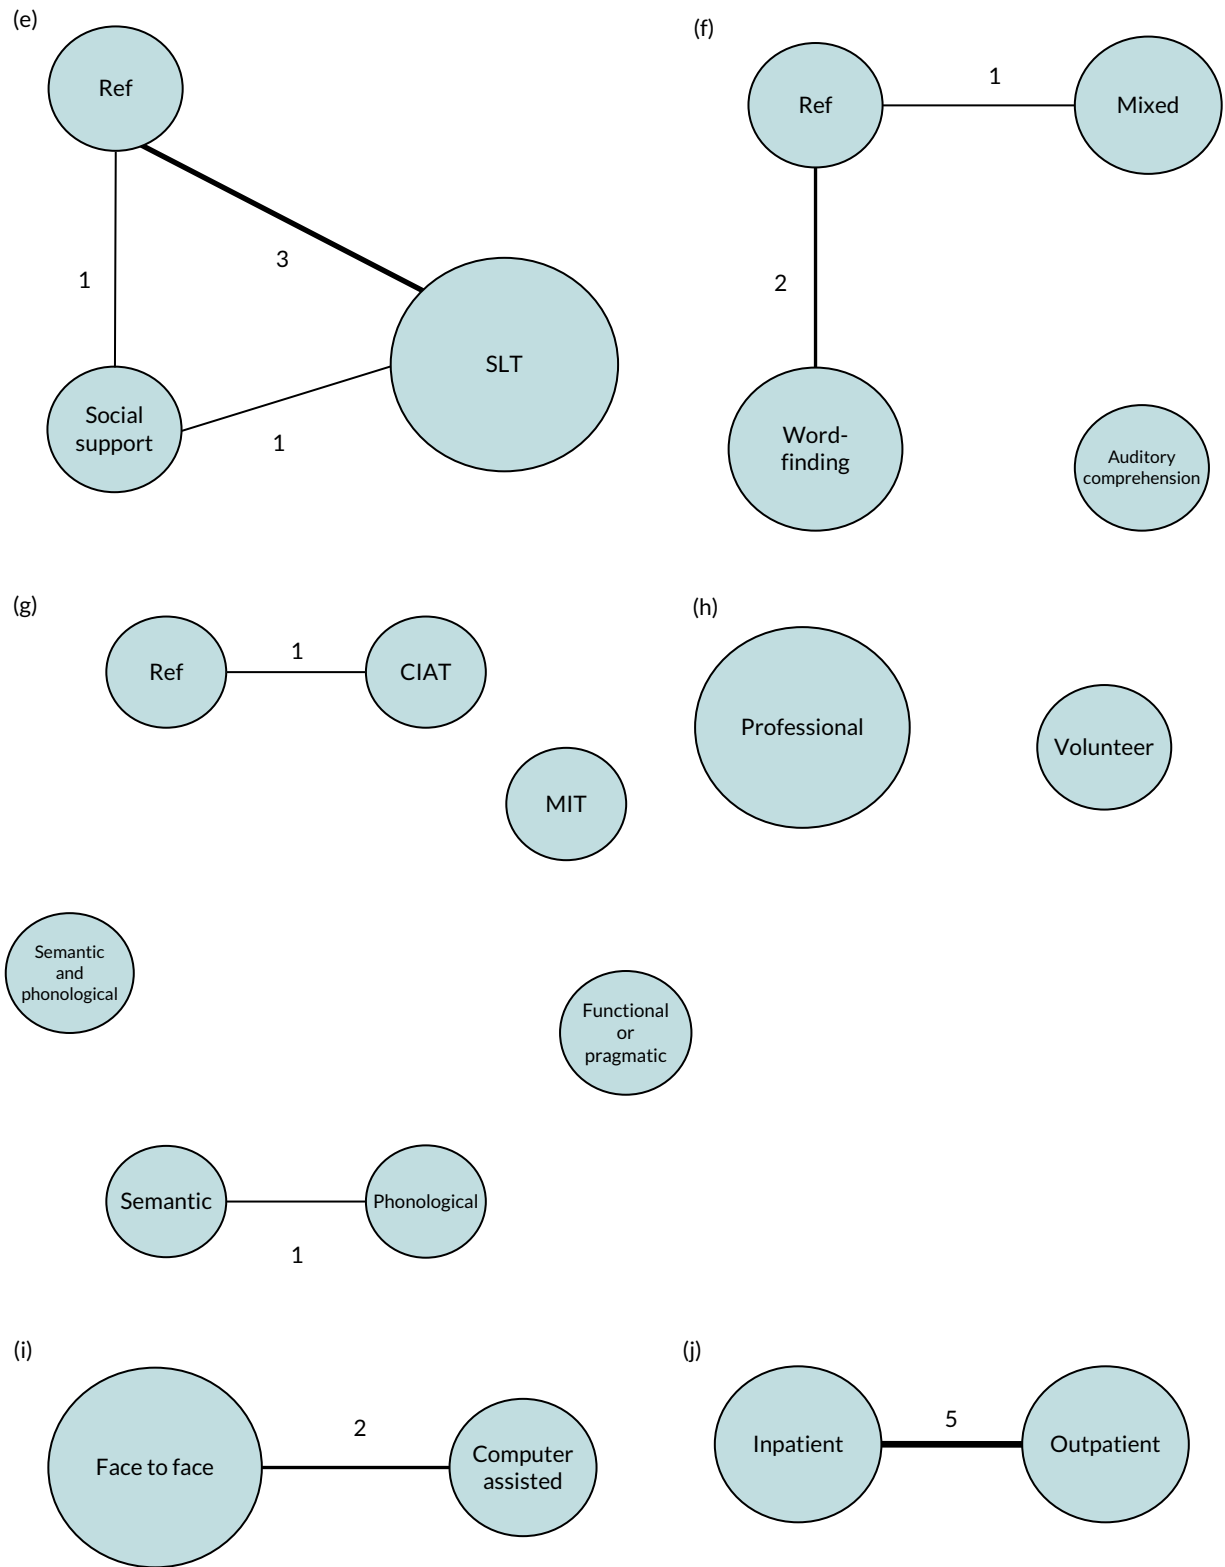 (e)
Ref
3
1
SLT
Social
support
1
(f)
Ref
1
Mixed
2
Word-
finding
Auditory
comprehension
(g)
Ref
1
CIAT
MIT
Semantic
and
phonological
Functional
or
pragmatic
Semantic
Phonological
1
(h)
Professional
Volunteer
(i)
Face to face
2
Computer
assisted
(j)
Inpatient
5
Outpatient